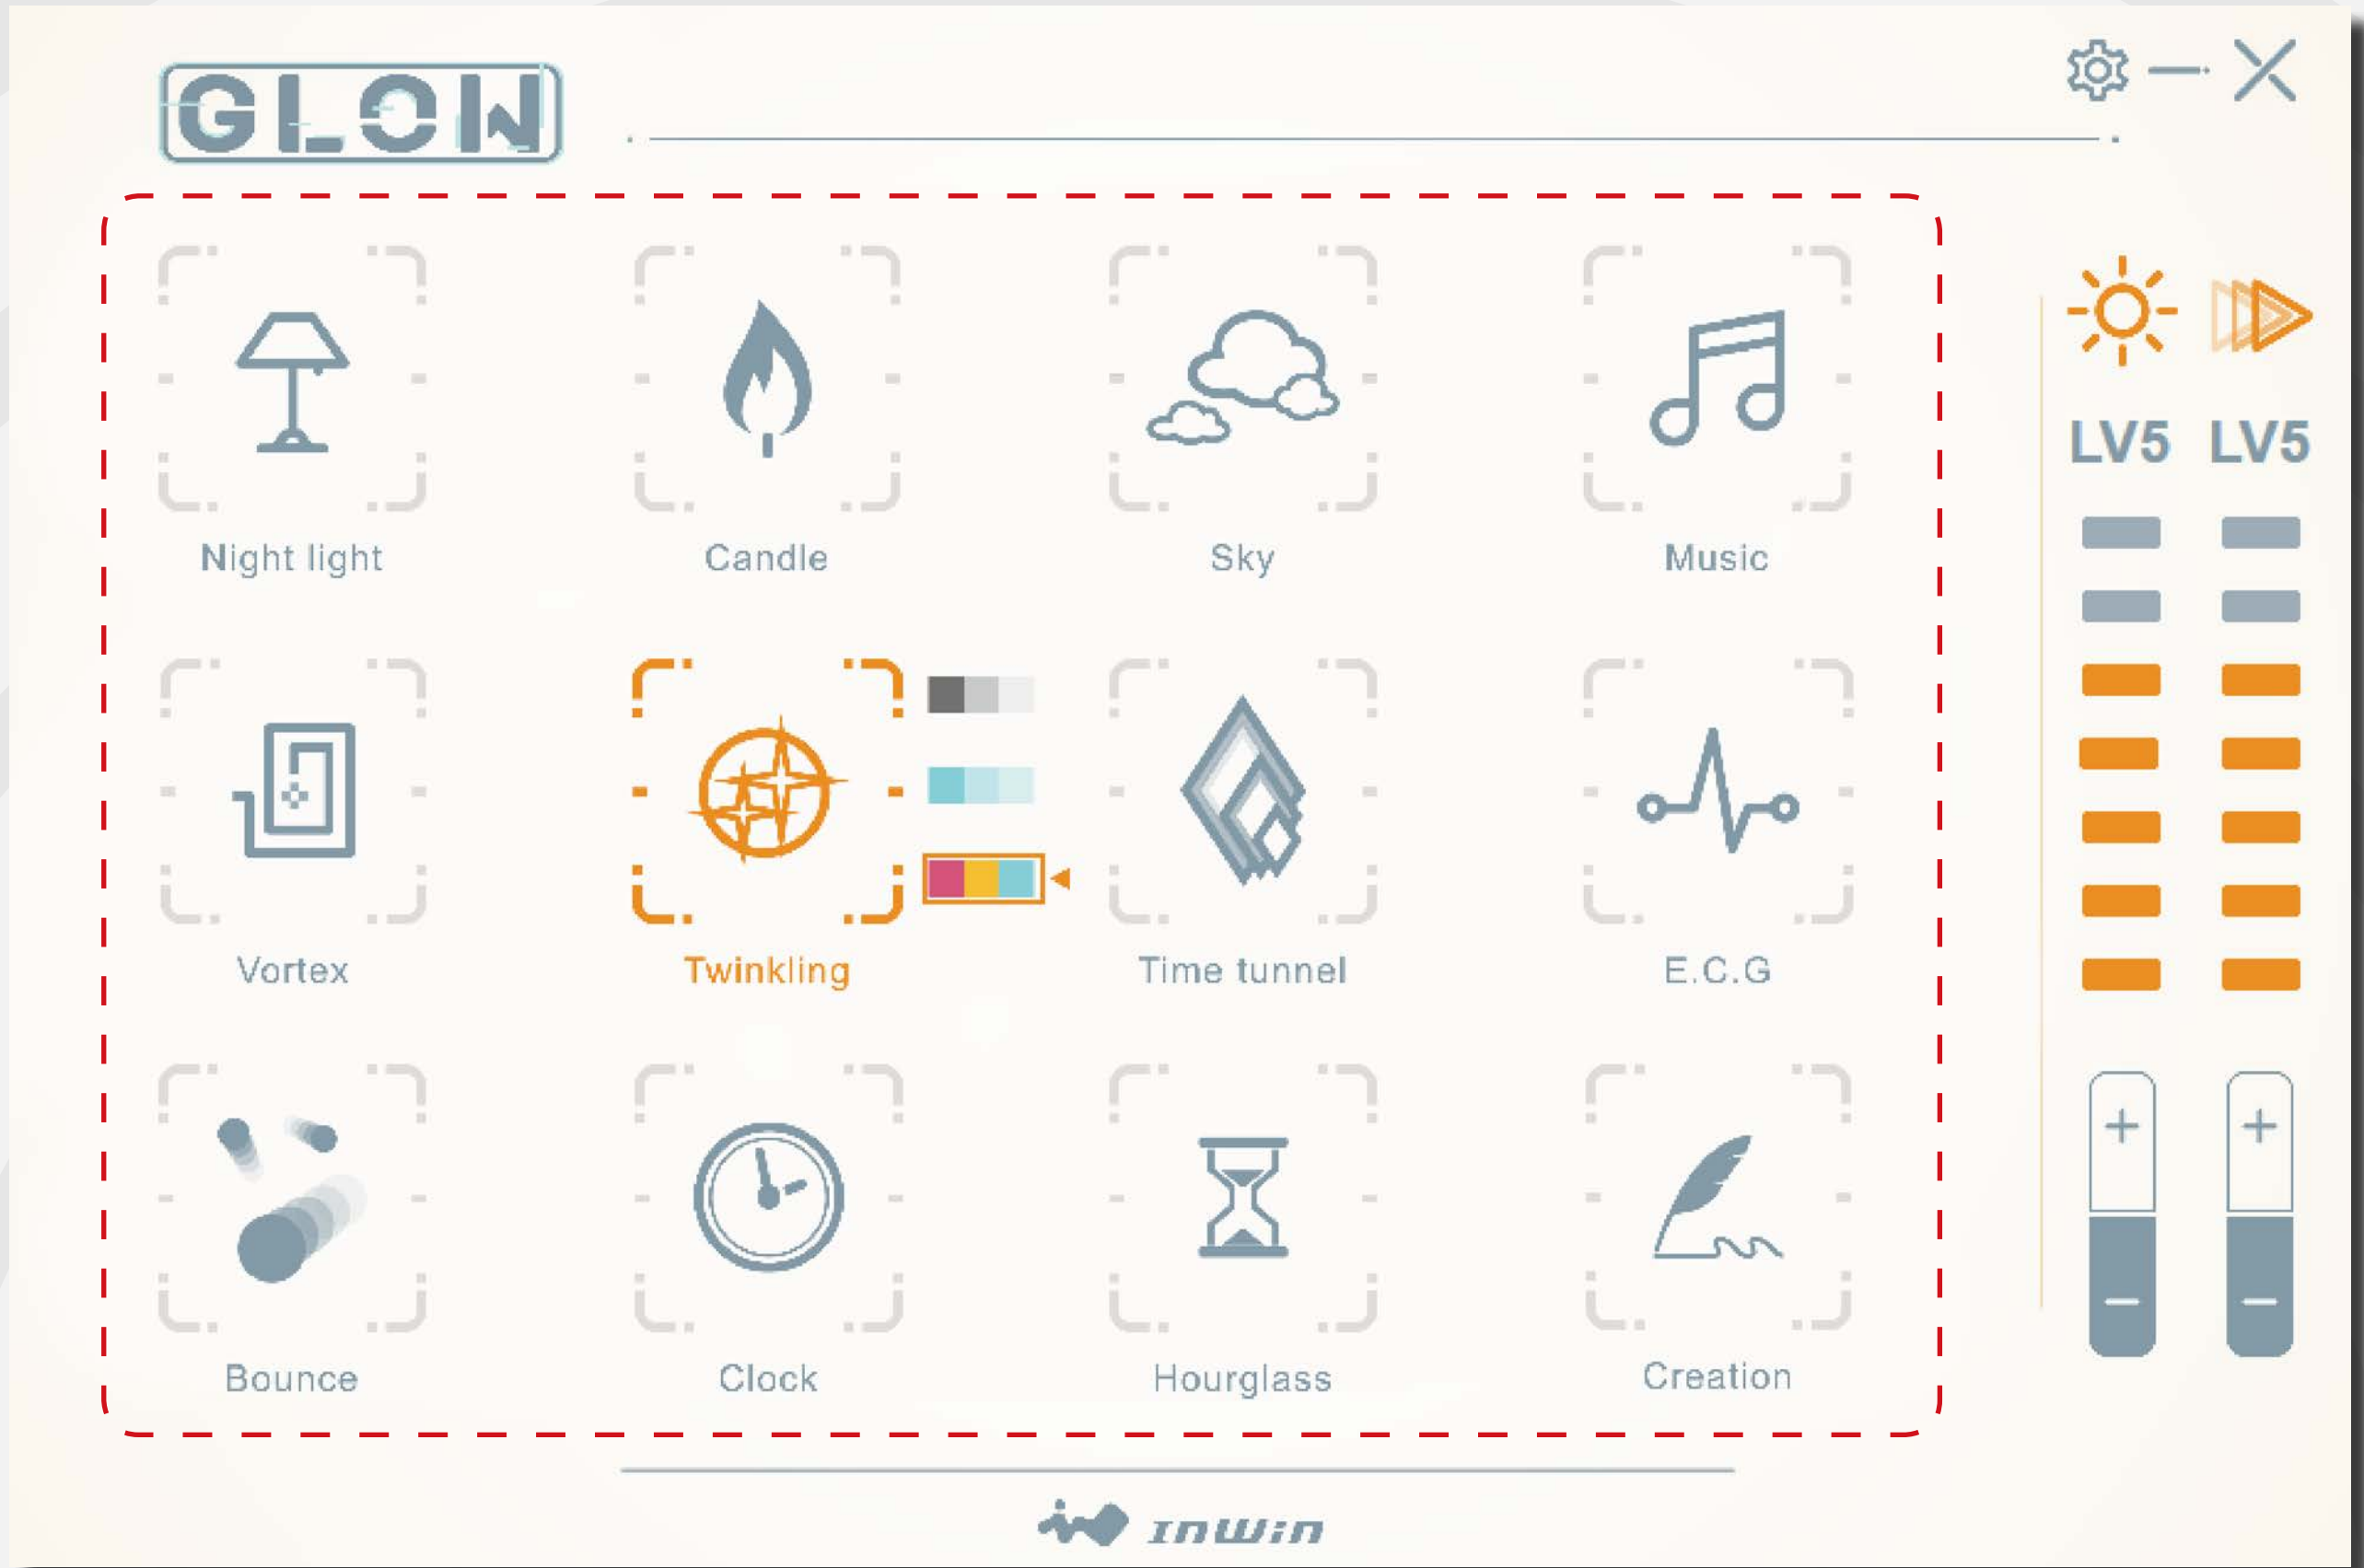 GLOW
LV5 LV5
Night light
Candle
Sky
Music
Vortex
Twinkling
Time tunnel
E.C.G
Bounce
Clock
Hourglass
Creation
InWin